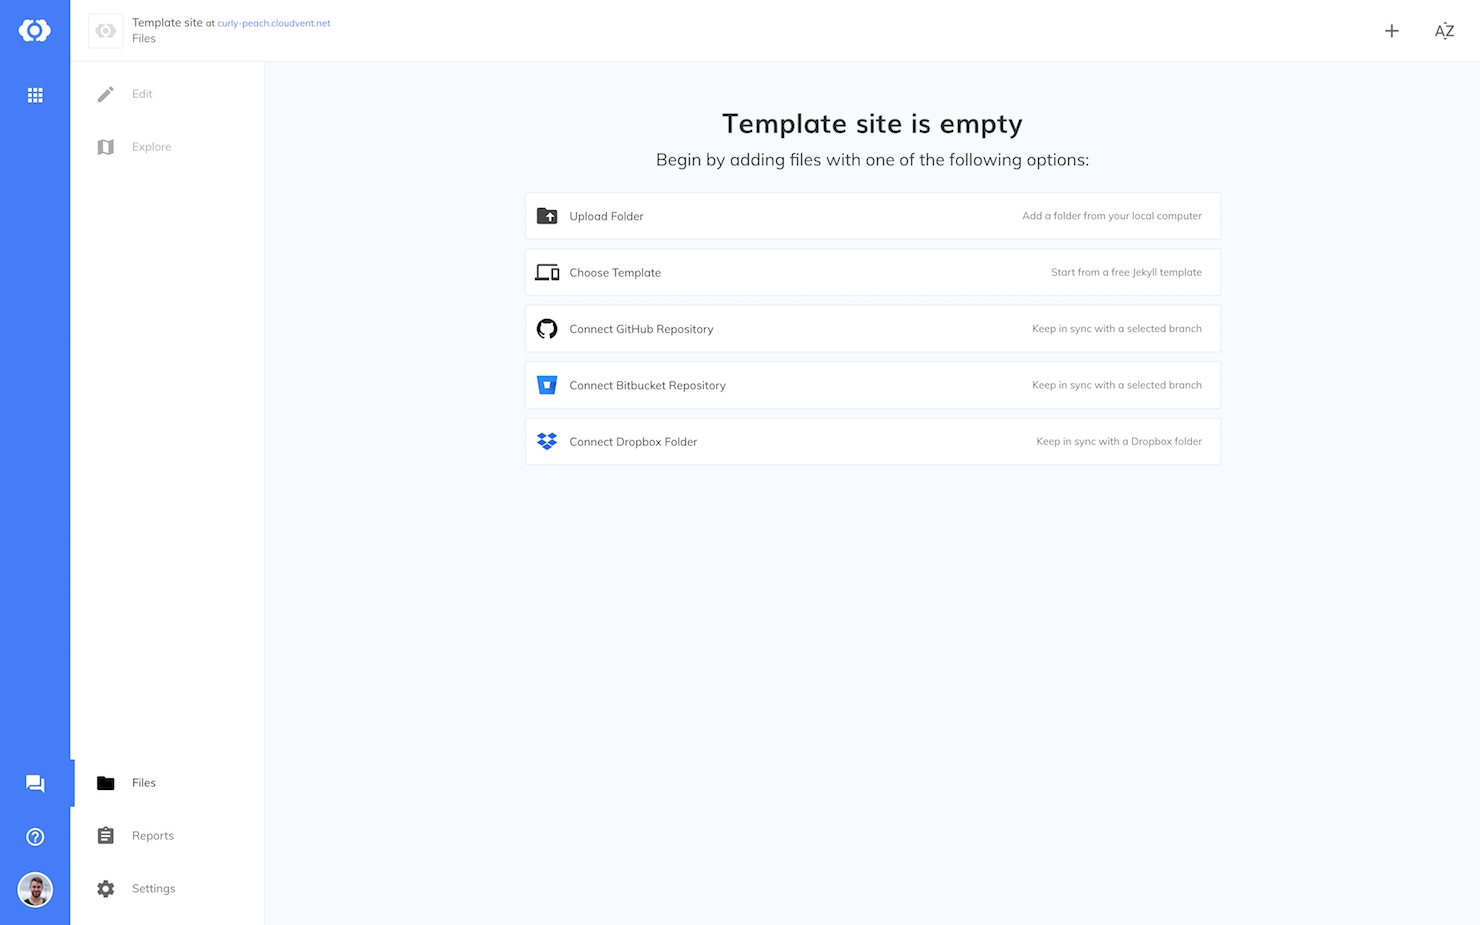 Template site at curly-peach.cloudvent.net
Files
AZ
Edit
Explore
Template site is empty
Begin by adding files with one of the following options:
Upload Folder Add a folder from your local computer
Choose Template Start from a free Jekyll template
Connect GitHub Repository Keep in sync with a selected branch
Connect Bitbucket Repository Keep in sync with a selected branch
Connect Dropbox Folder Keep in sync with a Dropbox folder
Files
Reports
Settings